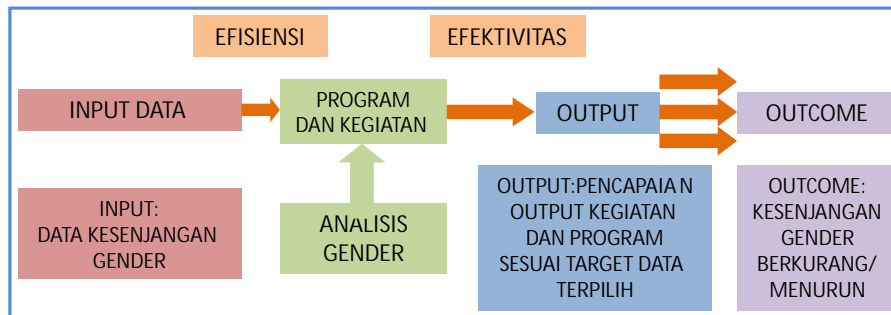 EFISIENSI
EFEKTIVITAS
INPUT DATA
PROGRAM
DAN KEGIATAN
OUTPUT
OUTCOME
INPUT:
DATA KESENJANGAN
GENDER
ANALISIS
GENDER
OUTPUT:PENCAPAIAN
OUTPUT KEGIATAN
DAN PROGRAM
SESUAI TARGET DATA
TERPILIH
OUTCOME:
KESENJANGAN
GENDER
BERKURANG/
MENURUN